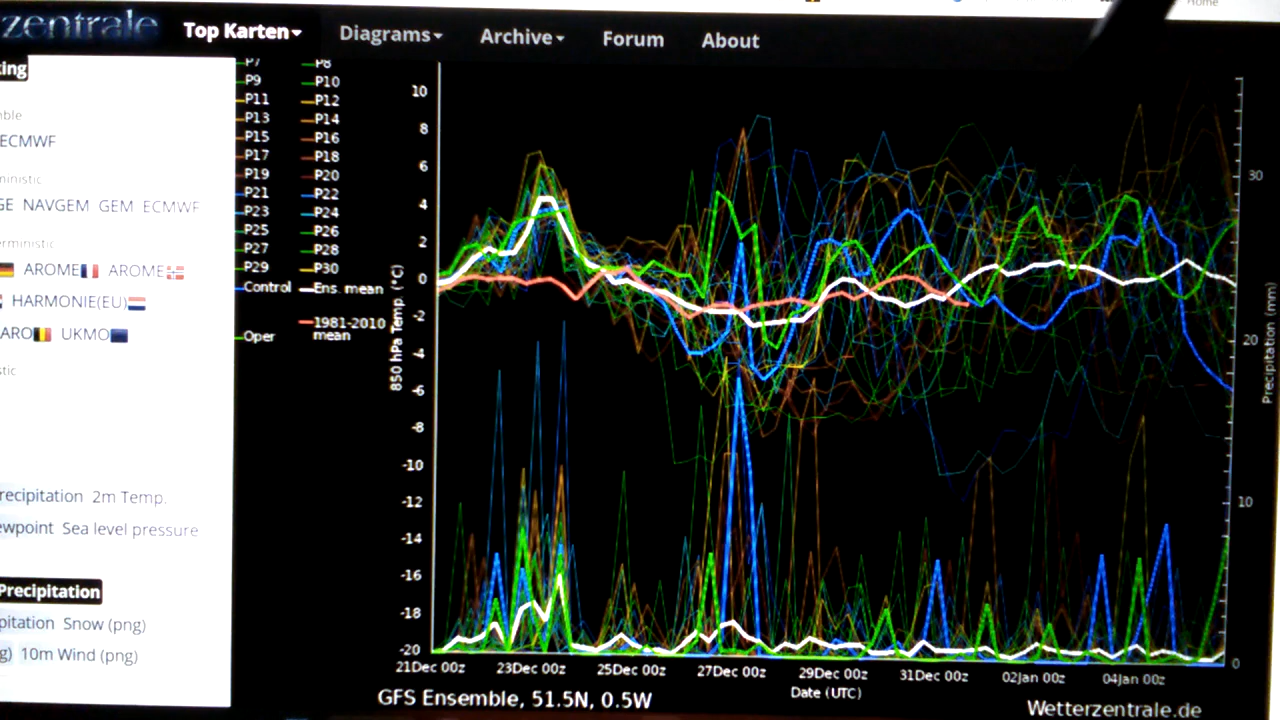 Home
zentrale Top Karten Diagrams Archive Forum About
king
mble
ECMWF
ministic
GE NAVGEM GEM ECMWF
erministic
AROME AROME
HARMONIE(EU)
ARO UKMO
stic
recipitation 2m Temp.
ewpoint Sea level pressure
Precipitation
pitation Snow (png)
g) 10m Wind (png)
P7 P8
P9 P10
P11 P12
P13 P14
P15 P16
P17 P18
P19 P20
P21 P22
P23 P24
P25 P26
P27 P28
P29 P30
Control Ens. mean
Oper 1981-2010 mean
850 hPa Temp. (°C)
10
8
6
4
2
0
-2
-4
-6
-8
-10
-12
-14
-16
-18
-20
30
20
10
0
Precipitation (mm)
21Dec 00z 23Dec 00z 25Dec 00z 27Dec 00z 29Dec 00z 31Dec 00z 02Jan 00z 04Jan 00z
Date (UTC)
GFS Ensemble, 51.5N, 0.5W
Wetterzentrale.de